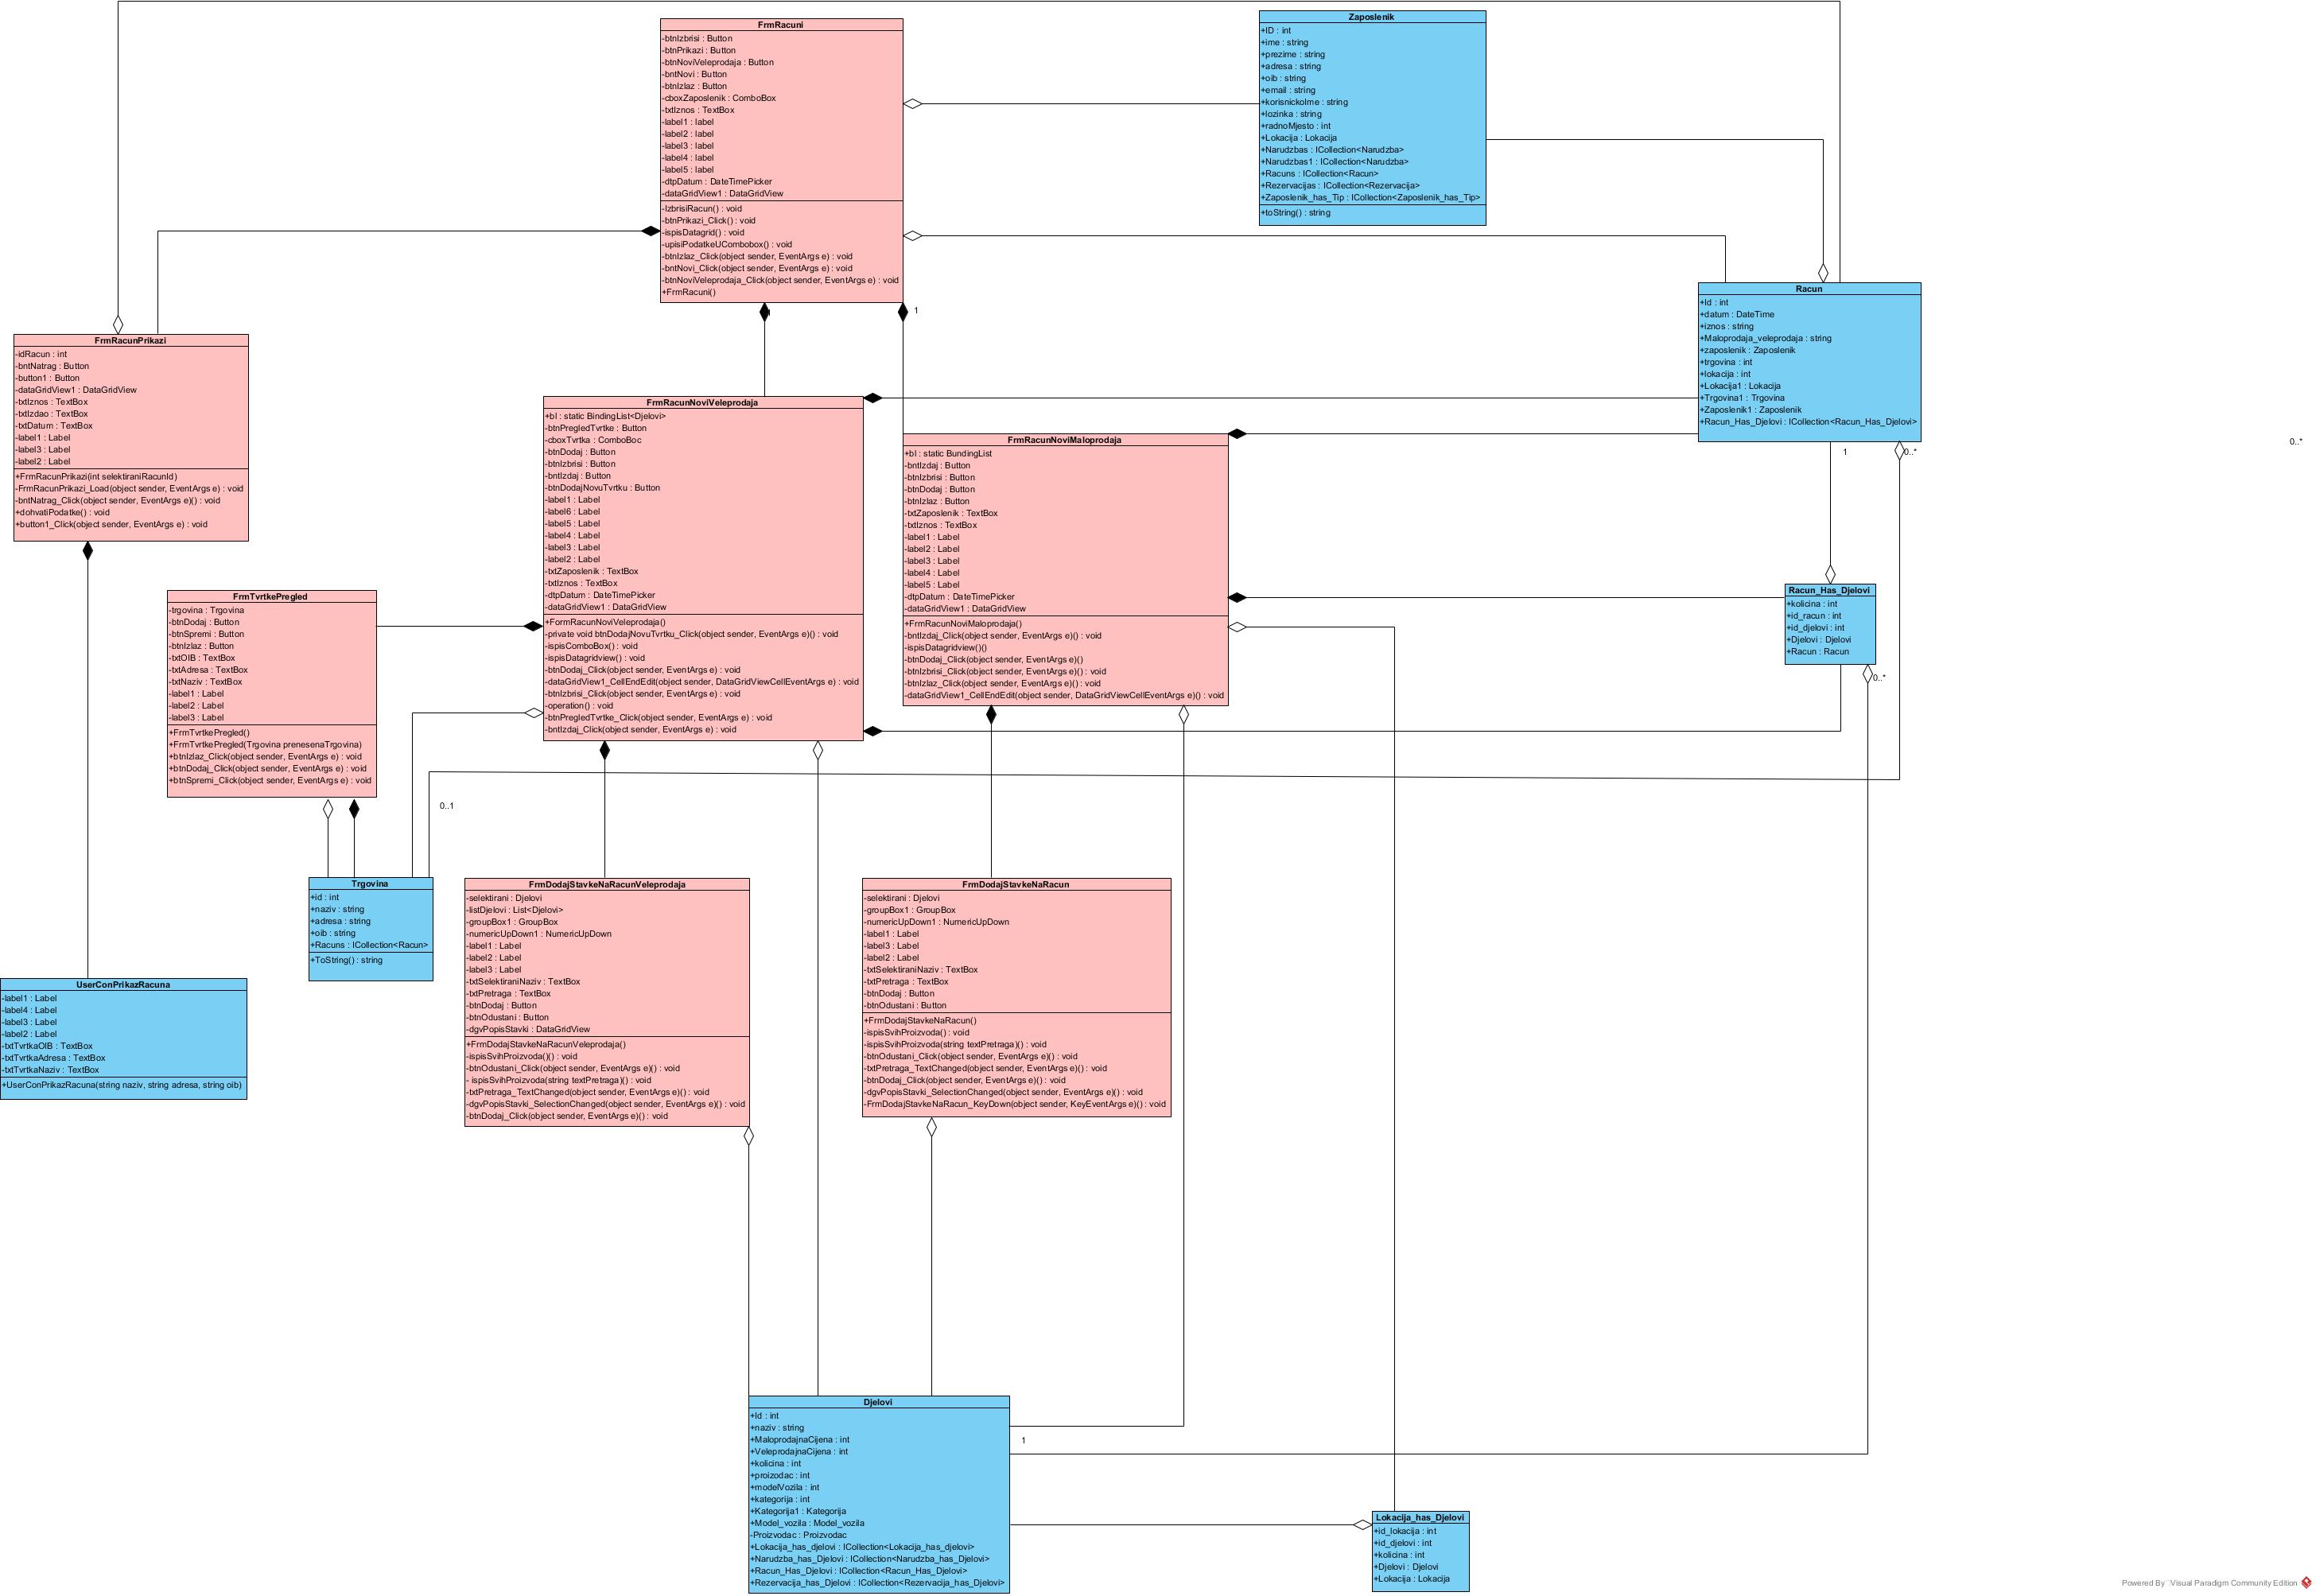 FrmRacuni
-btnIzbrisi : Button
-btnPrikazi : Button
-btnNoviVeleprodaja : Button
-bntNovi : Button
-btnIzlaz : Button
-cboxZaposlenik : ComboBox
-txtIznos : TextBox
-label1 : label
-label2 : label
-label3 : label
-label4 : label
-label5 : label
-dtpDatum : DateTimePicker
-dataGridView1 : DataGridView
-IzbrisiRacun() : void
-btnPrikazi_Click() : void
-ispisDatagrid() : void
-upisiPodatkeUCombobox() : void
-btnIzlaz_Click(object sender, EventArgs e) : void
-bntNovi_Click(object sender, EventArgs e) : void
-btnNoviVeleprodaja_Click(object sender, EventArgs e) : void
+FrmRacuni()
1
Zaposlenik
+ID : int
+ime : string
+prezime : string
+adresa : string
+oib : string
+email : string
+korisnickoIme : string
+lozinka : string
+radnoMjesto : int
+Lokacija : Lokacija
+Narudzbas : ICollection<Narudzba>
+Narudzbas1 : ICollection<Narudzba>
+Racuns : ICollection<Racun>
+Rezervacijas : ICollection<Rezervacija>
+Zaposlenik_has_Tip : ICollection<Zaposlenik_has_Tip>
+toString() : string
Racun
+Id : int
+datum : DateTime
+iznos : string
+Maloprodaja_veleprodaja : string
+zaposlenik : Zaposlenik
+trgovina : int
+lokacija : int
+Lokacija1 : Lokacija
+Trgovina1 : Trgovina
+Zaposlenik1 : Zaposlenik
+Racun_Has_Djelovi : ICollection<Racun_Has_Djelovi>
1
0..*
0..*
FrmRacunPrikazi
-idRacun : int
-bntNatrag : Button
-button1 : Button
-dataGridView1 : DataGridView
-txtIznos : TextBox
-txtIzdao : TextBox
-txtDatum : TextBox
-label1 : Label
-label3 : Label
-label2 : Label
+FrmRacunPrikazi(int selektiraniRacunId)
-FrmRacunPrikazi_Load(object sender, EventArgs e) : void
-bntNatrag_Click(object sender, EventArgs e)() : void
+dohvatiPodatke() : void
+button1_Click(object sender, EventArgs e) : void
FrmRacunNoviVeleprodaja
+bl : static BindingList<Djelovi>
-btnPregledTvrtke : Button
-cboxTvrtka : ComboBoc
-btnDodaj : Button
-btnIzbrisi : Button
-bntIzdaj : Button
-btnDodajNovuTvrtku : Button
-label1 : Label
-label6 : Label
-label5 : Label
-label4 : Label
-label3 : Label
-label2 : Label
-txtZaposlenik : TextBox
-txtIznos : TextBox
-dtpDatum : DateTimePicker
-dataGridView1 : DataGridView
+FormRacunNoviVeleprodaja()
-private void btnDodajNovuTvrtku_Click(object sender, EventArgs e)() : void
-ispisComboBox() : void
-ispisDatagridview() : void
-btnDodaj_Click(object sender, EventArgs e) : void
-dataGridView1_CellEndEdit(object sender, DataGridViewCellEventArgs e) : void
-btnIzbrisi_Click(object sender, EventArgs e) : void
-operation() : void
-btnPregledTvrtke_Click(object sender, EventArgs e) : void
-bntIzdaj_Click(object sender, EventArgs e) : void
FrmRacunNoviMaloprodaja
+bl : static BundingList
-bntIzdaj : Button
-btnIzbrisi : Button
-btnDodaj : Button
-btnIzlaz : Button
-txtZaposlenik : TextBox
-txtIznos : TextBox
-label1 : Label
-label2 : Label
-label3 : Label
-label4 : Label
-label5 : Label
-dtpDatum : DateTimePicker
-dataGridView1 : DataGridView
+FrmRacunNoviMaloprodaja()
-bntIzdaj_Click(object sender, EventArgs e)() : void
-ispisDatagridview()()
-btnDodaj_Click(object sender, EventArgs e)()
-btnIzbrisi_Click(object sender, EventArgs e)() : void
-btnIzlaz_Click(object sender, EventArgs e)() : void
-dataGridView1_CellEndEdit(object sender, DataGridViewCellEventArgs e)() : void
Racun_Has_Djelovi
+kolicina : int
+id_racun : int
+id_djelovi : int
+Djelovi : Djelovi
+Racun : Racun
0..*
FrmTvrtkePregled
-trgovina : Trgovina
-btnDodaj : Button
-btnSpremi : Button
-btnIzlaz : Button
-txtOIB : TextBox
-txtAdresa : TextBox
-txtNaziv : TextBox
-label1 : Label
-label2 : Label
-label3 : Label
+FrmTvrtkePregled()
+FrmTvrtkePregled(Trgovina prenesenaTrgovina)
+btnIzlaz_Click(object sender, EventArgs e) : void
+btnDodaj_Click(object sender, EventArgs e) : void
+btnSpremi_Click(object sender, EventArgs e) : void
0..1
Trgovina
+id : int
+naziv : string
+adresa : string
+oib : string
+Racuns : ICollection<Racun>
+ToString() : string
FrmDodajStavkeNaRacunVeleprodaja
-selektirani : Djelovi
-listDjelovi : List<Djelovi>
-groupBox1 : GroupBox
-numericUpDown1 : NumericUpDown
-label1 : Label
-label2 : Label
-label3 : Label
-txtSelektiraniNaziv : TextBox
-txtPretraga : TextBox
-btnDodaj : Button
-btnOdustani : Button
-dgvPopisStavki : DataGridView
+FrmDodajStavkeNaRacunVeleprodaja()
-ispisSvihProizvoda()() : void
-btnOdustani_Click(object sender, EventArgs e)() : void
- ispisSvihProizvoda(string textPretraga)() : void
-txtPretraga_TextChanged(object sender, EventArgs e)() : void
-dgvPopisStavki_SelectionChanged(object sender, EventArgs e)() : void
-btnDodaj_Click(object sender, EventArgs e)() : void
FrmDodajStavkeNaRacun
-selektirani : Djelovi
-groupBox1 : GroupBox
-numericUpDown1 : NumericUpDown
-label1 : Label
-label3 : Label
-label2 : Label
-txtSelektiraniNaziv : TextBox
-txtPretraga : TextBox
-btnDodaj : Button
-btnOdustani : Button
+FrmDodajStavkeNaRacun()
-ispisSvihProizvoda() : void
-ispisSvihProizvoda(string textPretraga)() : void
-btnOdustani_Click(object sender, EventArgs e)() : void
-txtPretraga_TextChanged(object sender, EventArgs e)() : void
-btnDodaj_Click(object sender, EventArgs e)() : void
-dgvPopisStavki_SelectionChanged(object sender, EventArgs e)() : void
-FrmDodajStavkeNaRacun_KeyDown(object sender, KeyEventArgs e)() : void
UserConPrikazRacuna
-label1 : Label
-label4 : Label
-label3 : Label
-label2 : Label
-txtTvrtkaOIB : TextBox
-txtTvrtkaAdresa : TextBox
-txtTvrtkaNaziv : TextBox
+UserConPrikazRacuna(string naziv, string adresa, string oib)
Djelovi
+Id : int
+naziv : string
+MaloprodajnaCijena : int
+VeleprodajnaCijena : int
+kolicina : int
+proizodac : int
+modelVozila : int
+kategorija : int
+Kategorija1 : Kategorija
+Model_vozila : Model_vozila
-Proizvodac : Proizvodac
+Lokacija_has_djelovi : ICollection<Lokacija_has_djelovi>
+Narudzba_has_Djelovi : ICollection<Narudzba_has_Djelovi>
+Racun_Has_Djelovi : ICollection<Racun_Has_Djelovi>
+Rezervacija_has_Djelovi : ICollection<Rezervacija_has_Djelovi>
1
Lokacija_has_Djelovi
+id_lokacija : int
+id_djelovi : int
+kolicina : int
+Djelovi : Djelovi
+Lokacija : Lokacija
Powered By Visual Paradigm Community Edition